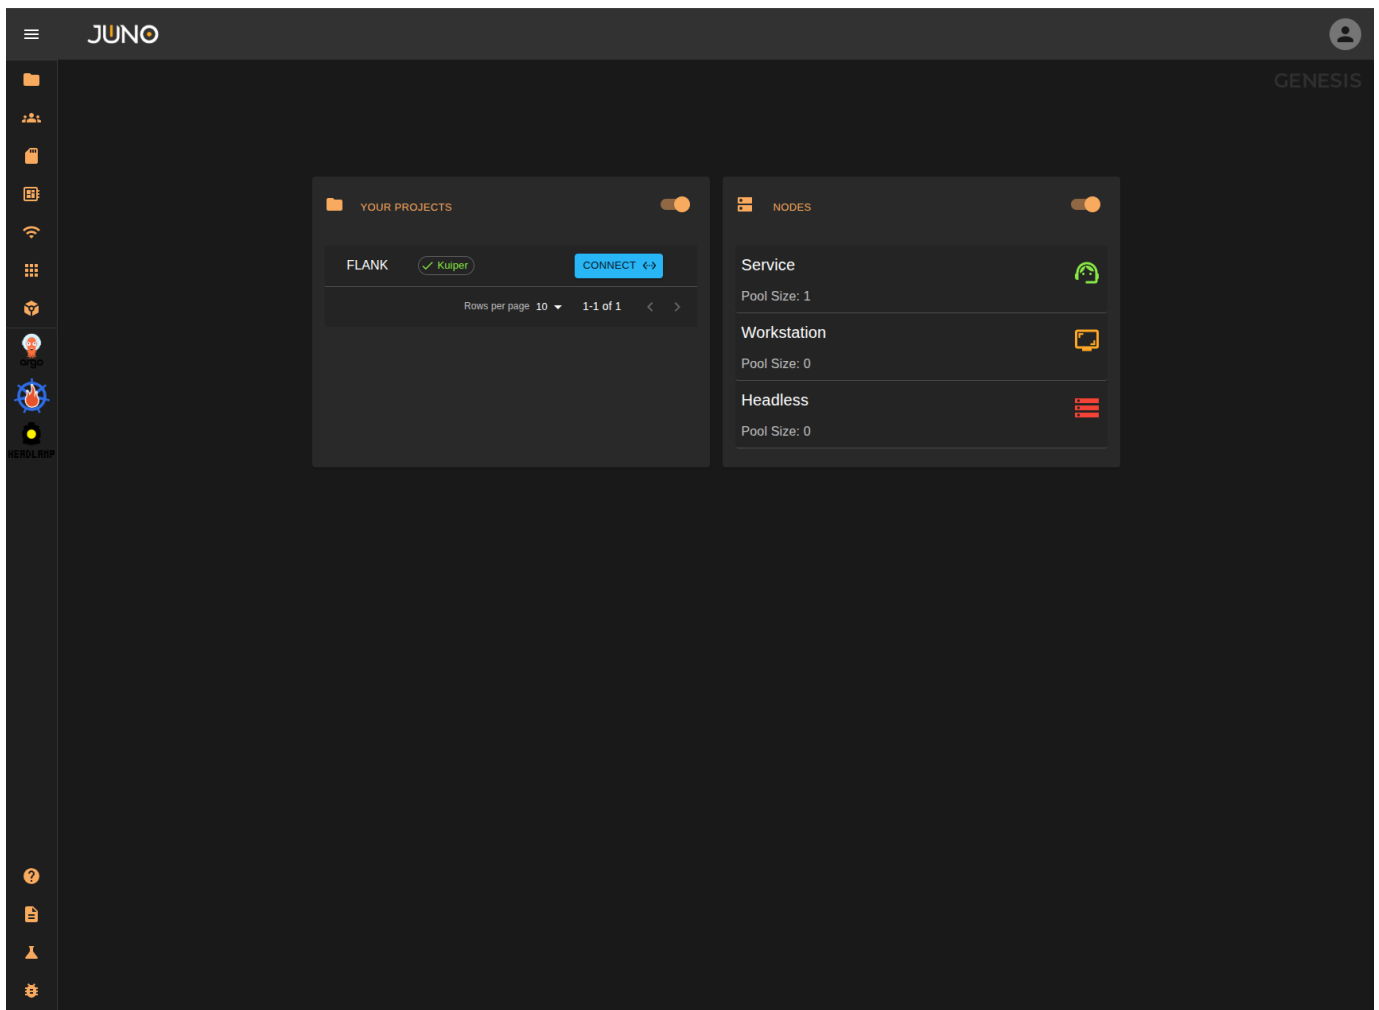 JUNO
GENESIS
YOUR PROJECTS
FLANK Kuiper CONNECT
Rows per page 10 1-1 of 1
NODES
Service
Pool Size: 1
Workstation
Pool Size: 0
Headless
Pool Size: 0
argo
HEADLAMP